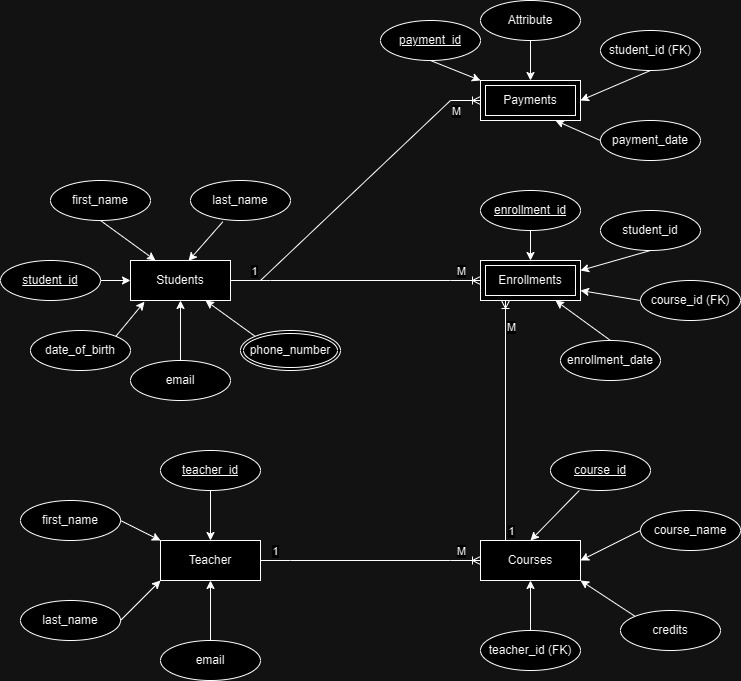 Attribute
payment_id
student_id (FK)
Payments
M
payment_date
first_name
last_name
enrollment_id
student_id
student_id
Students
1
M
Enrollments
course_id (FK)
M
date_of_birth
phone_number
enrollment_date
email
teacher_id
course_id
first_name
course_name
1
Teacher
1
M
Courses
last_name
credits
email
teacher_id (FK)